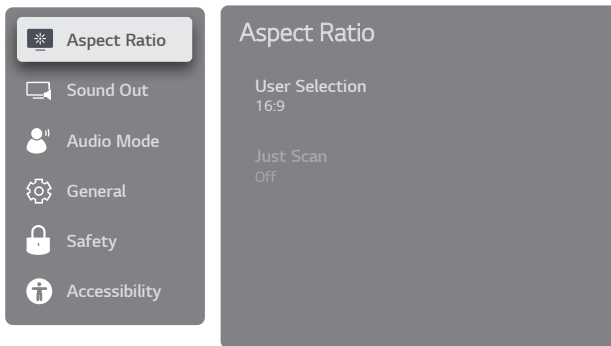 Aspect Ratio
Sound Out
Audio Mode
General
Safety
Accessibility
Aspect Ratio
User Selection
16:9
Just Scan
Off